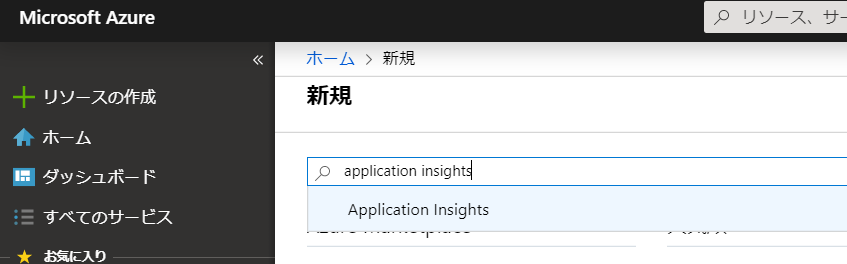 Microsoft Azure
リソース、サー
«
ホーム > 新規
リソースの作成
新規
ホーム
ダッシュボード
application insights
すべてのサービス
Application Insights
Azure Marketplace
お気に入り